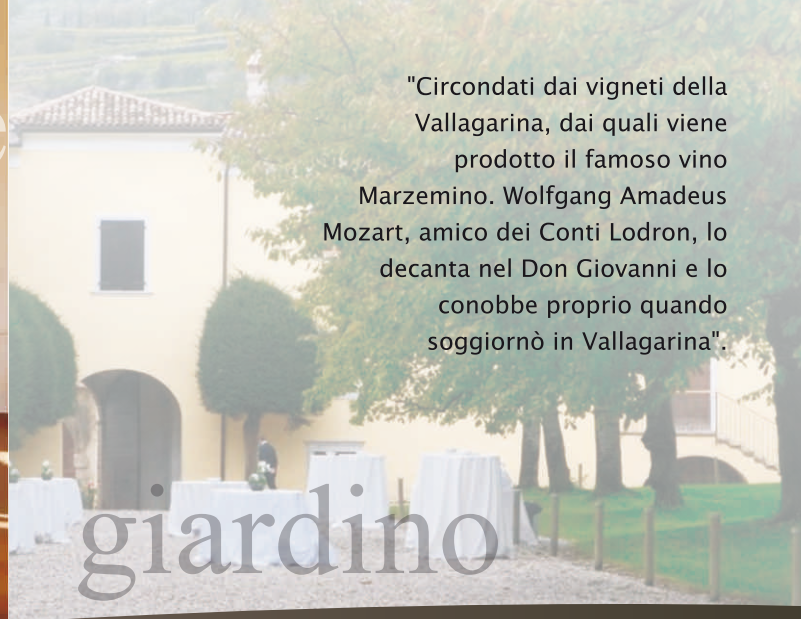 "Circondati dai vigneti della
Vallagarina, dai quali viene
prodotto il famoso vino
Marzemino. Wolfgang Amadeus
Mozart, amico dei Conti Lodron, lo
decanta nel Don Giovanni e lo
conobbe proprio quando
soggiornò in Vallagarina".
giardino